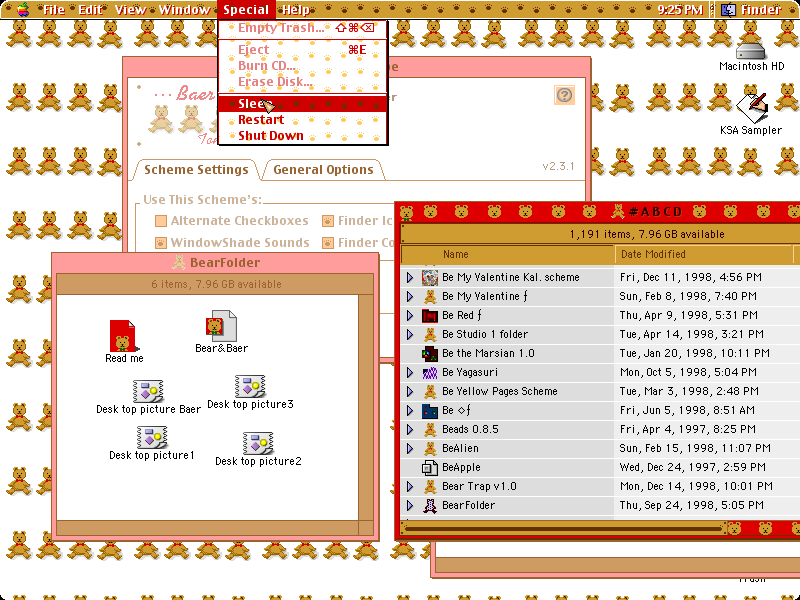 File Edit View Window Special Help 9:25 PM Finder
Empty Trash... ⇧⌘⌫
Eject ⌘E
Burn CD...
Erase Disk...
Sleep
Restart
Shut Down
Macintosh HD
KSA Sampler
... Baer
v2.3.1
Scheme Settings General Options
Use This Scheme's:
Alternate Checkboxes Finder Ic
WindowShade Sounds Finder Co
#ABCD
1,191 items, 7.96 GB available
Name Date Modified
Be My Valentine Kal. scheme Fri, Dec 11, 1998, 4:56 PM
Be My Valentine ƒ Sun, Feb 8, 1998, 7:40 PM
Be Red ƒ Thu, Apr 9, 1998, 5:31 PM
Be Studio 1 folder Tue, Apr 14, 1998, 3:21 PM
Be the Marsian 1.0 Tue, Jan 20, 1998, 10:11 PM
Be Yagasuri Mon, Oct 5, 1998, 5:04 PM
Be Yellow Pages Scheme Tue, Mar 3, 1998, 2:48 PM
Be ◇ƒ Fri, Jun 5, 1998, 8:51 AM
Beads 0.8.5 Fri, Apr 4, 1997, 8:25 PM
BeAlien Sun, Feb 15, 1998, 11:07 PM
BeApple Wed, Dec 24, 1997, 2:59 PM
Bear Trap v1.0 Mon, Dec 14, 1998, 10:01 PM
BearFolder Thu, Sep 24, 1998, 5:05 PM
BearFolder
6 items, 7.96 GB available
Read me
Bear&Baer
Desk top picture Baer
Desk top picture3
Desk top picture1
Desk top picture2
Trash